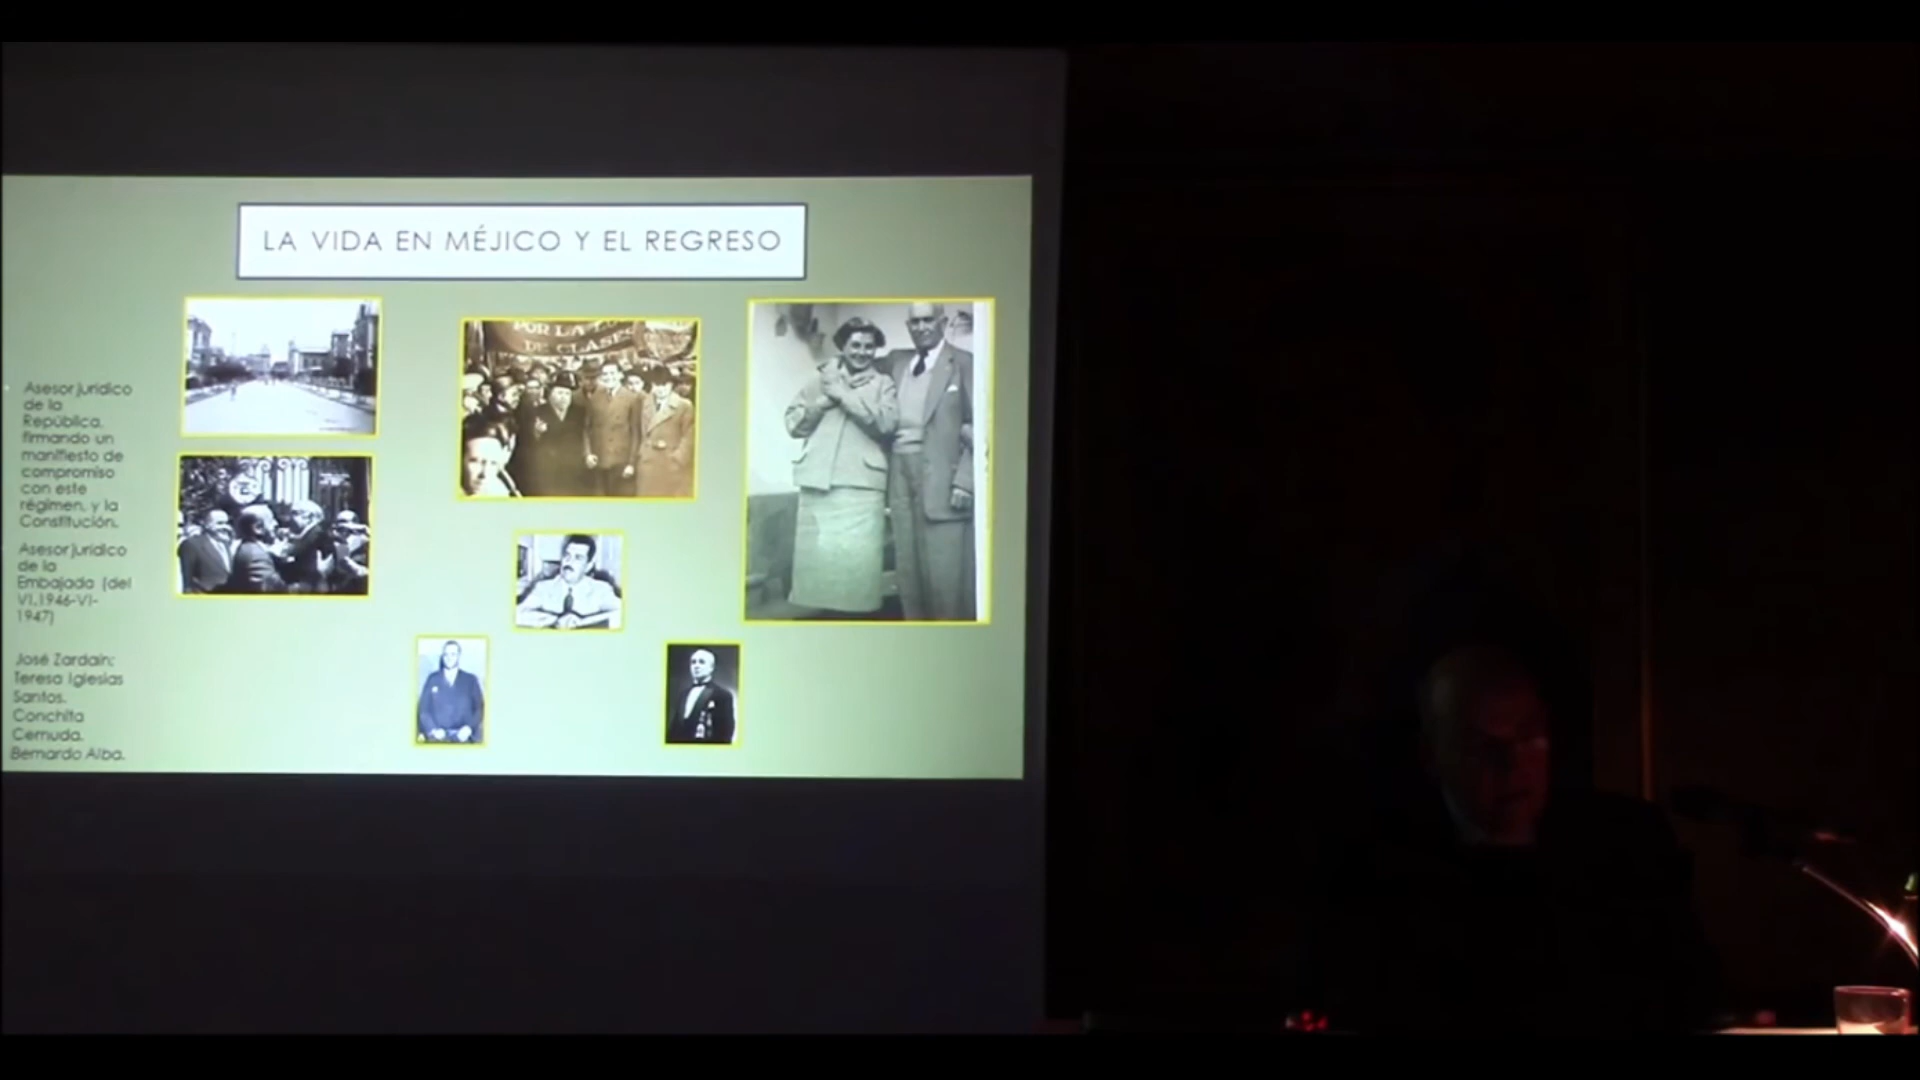 LA VIDA EN MÉJICO Y EL REGRESO
POR LA
DE CLASES
Asesor jurídico
de la
República,
firmando un
manifiesto de
compromiso
con este
régimen, y la
Constitución.
Asesor jurídico
de la
Embajada (del
VI.1946-VI-
1947)
José Zardaín;
Teresa Iglesias
Santos.
Conchita
Cernuda.
Bernardo Alba.